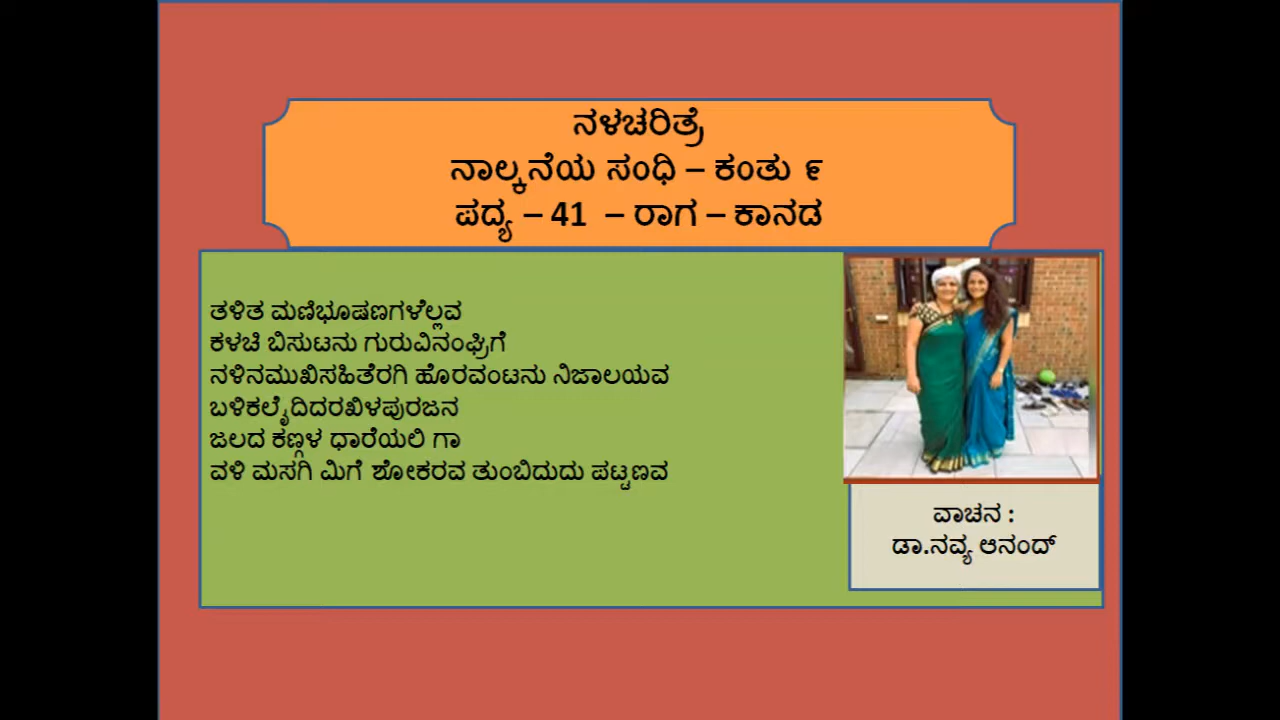 ನಳಚರಿತ್ರೆ
ನಾಲ್ಕನೆಯ ಸಂಧಿ – ಕಂತು ೯
ಪದ್ಯ – 41 – ರಾಗ – ಕಾನಡ
ತಳಿತ ಮಣಿಭೂಷಣಗಳೆಲ್ಲವ
ಕಳಚಿ ಬಿಸುಟನು ಗುರುವಿನಂಘ್ರಿಗೆ
ನಳಿನಮುಖಿಸಹಿತೆರಗಿ ಹೊರವಂಟನು ನಿಜಾಲಯವ
ಬಳಿಕಲೈದಿದರಖಿಳಪುರಜನ
ಜಲದ ಕಣ್ಗಳ ಧಾರೆಯಲಿ ಗಾ
ವಳಿ ಮಸಗಿ ಮಿಗೆ ಶೋಕರವ ತುಂಬಿದುದು ಪಟ್ಟಣವ
ವಾಚನ :
ಡಾ.ನವ್ಯ ಆನಂದ್